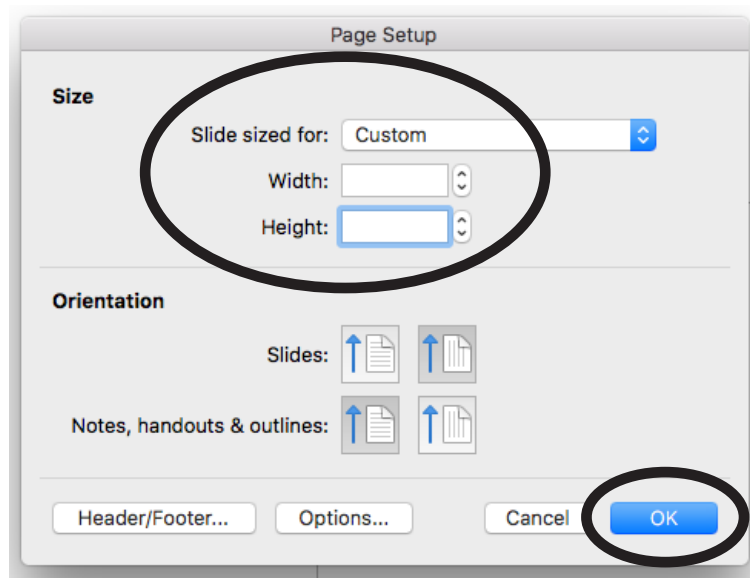 Page Setup
Size
Slide sized for: Custom
Width:
Height:
Orientation
Slides:
Notes, handouts & outlines:
Header/Footer... Options... Cancel OK